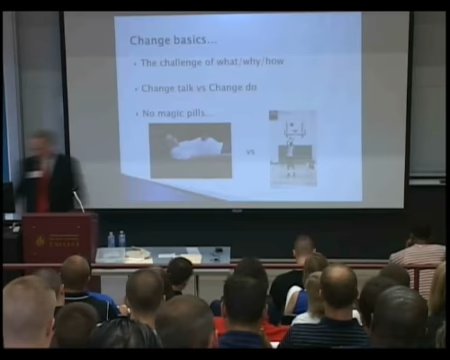 Change basics...
• The challenge of what/why/how
• Change talk vs Change do
• No magic pills...
vs